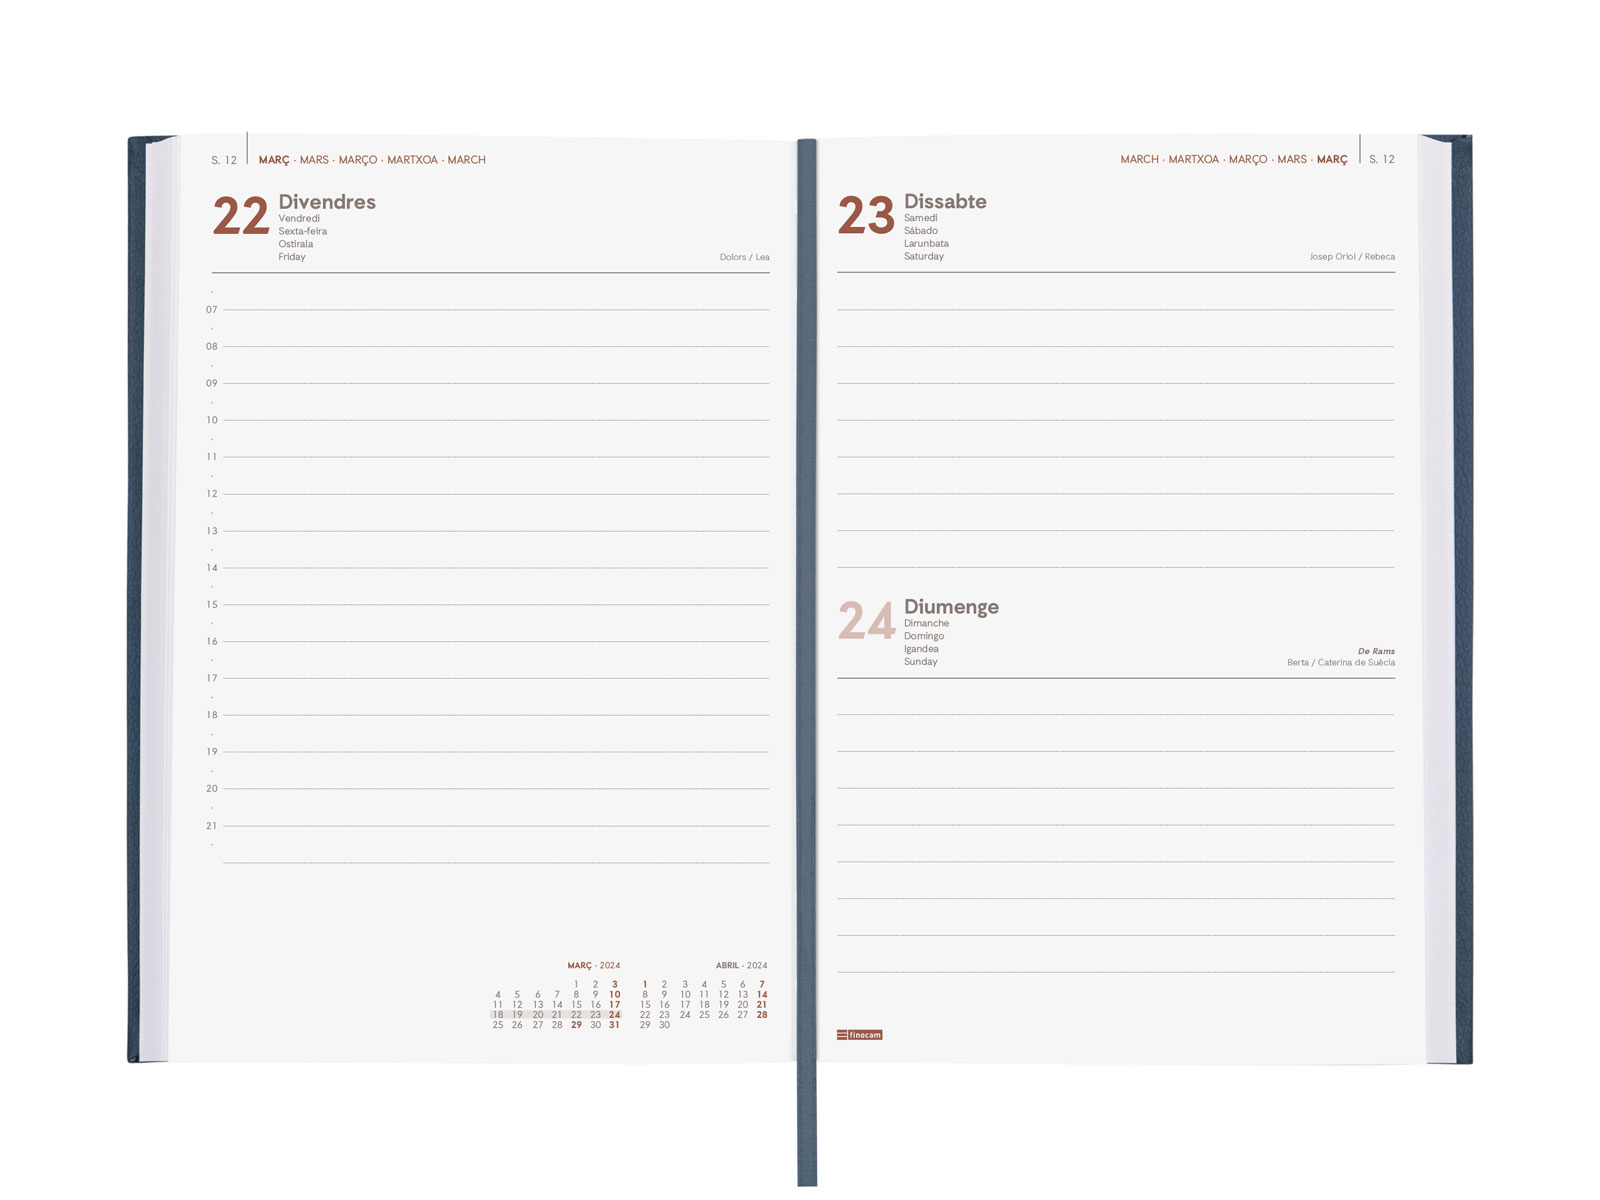 S. 12 MARÇ · MARS · MARÇO · MARTXOA · MARCH
22 Divendres
Vendredi
Sexta-feira
Ostirala
Friday
Dolors / Lea
07
08
09
10
11
12
13
14
15
16
17
18
19
20
21
MARÇ · 2024
1 2 3
4 5 6 7 8 9 10
11 12 13 14 15 16 17
18 19 20 21 22 23 24
25 26 27 28 29 30 31
ABRIL · 2024
1 2 3 4 5 6 7
8 9 10 11 12 13 14
15 16 17 18 19 20 21
22 23 24 25 26 27 28
29 30
MARCH · MARTXOA · MARÇO · MARS · MARÇ S. 12
23 Dissabte
Samedi
Sábado
Larunbata
Saturday
Josep Oriol / Rebeca
24 Diumenge
Dimanche
Domingo
Igandea
Sunday
De Rams
Berta / Caterina de Suècia
finocam